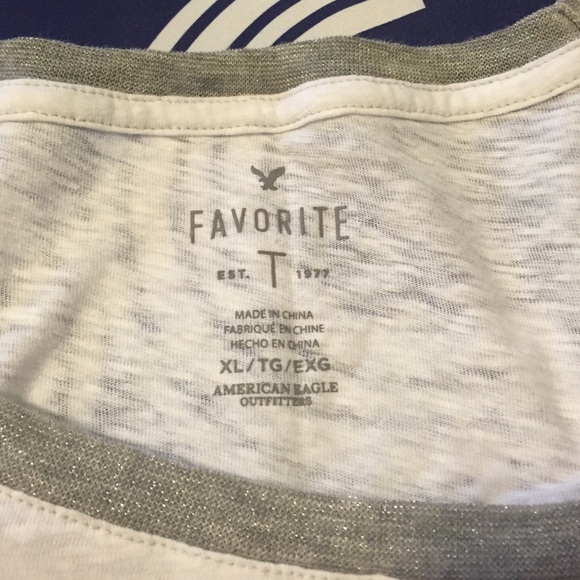 FAVORITE
EST. T 1977
MADE IN CHINA
FABRIQUÉ EN CHINE
HECHO EN CHINA
XL/TG/EXG
AMERICAN EAGLE
OUTFITTERS